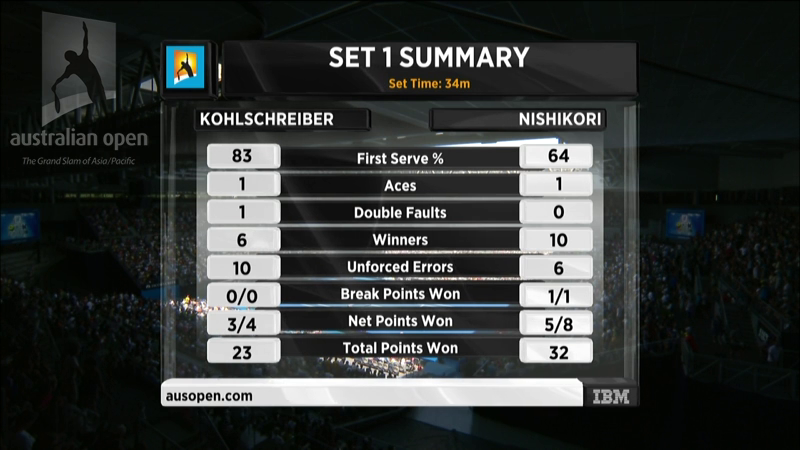 SET 1 SUMMARY
Set Time: 34m
australian open
The Grand Slam of Asia/Pacific
KOHLSCHREIBER NISHIKORI
83 First Serve % 64
1 Aces 1
1 Double Faults 0
6 Winners 10
10 Unforced Errors 6
0/0 Break Points Won 1/1
3/4 Net Points Won 5/8
23 Total Points Won 32
ausopen.com IBM